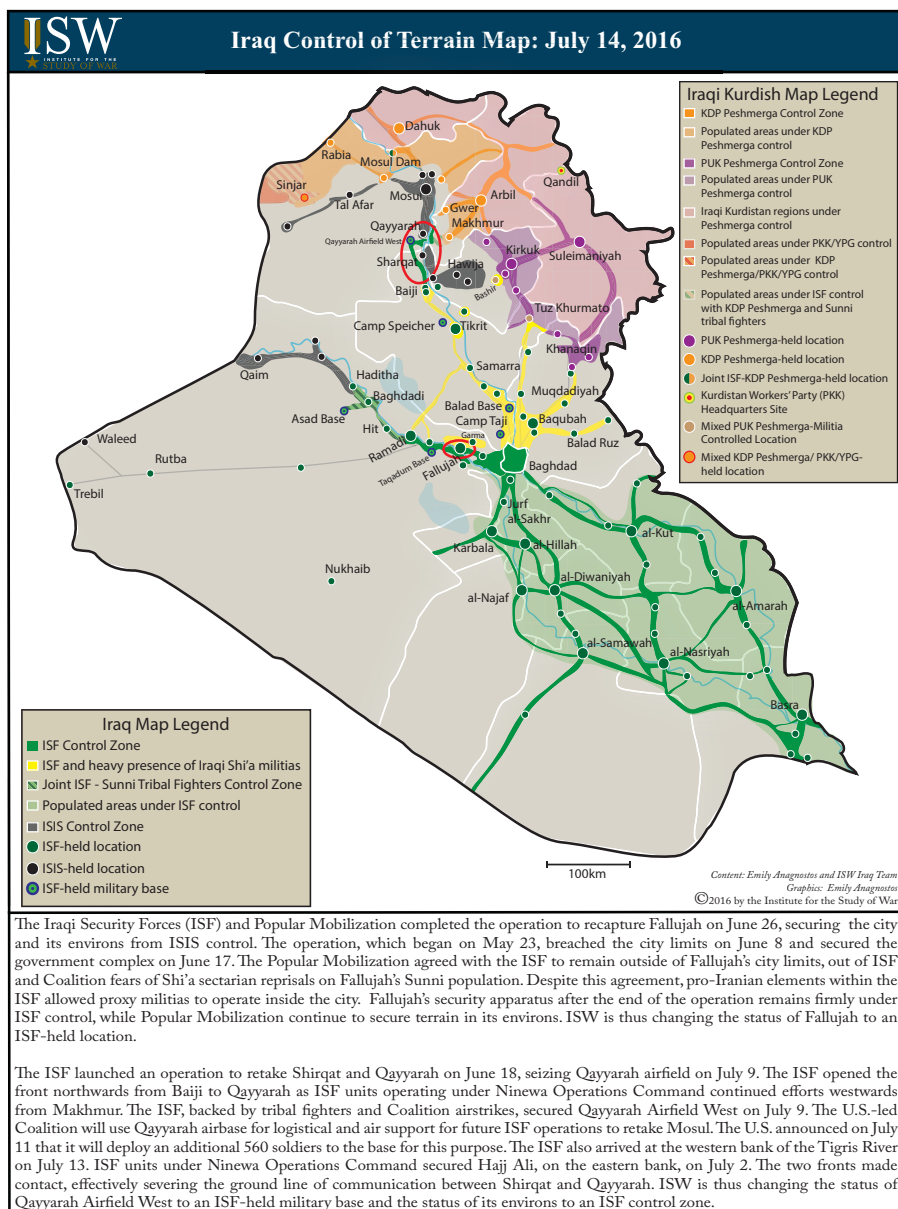 ISW
INSTITUTE FOR THE
STUDY OF WAR
Iraq Control of Terrain Map: July 14, 2016
Iraqi Kurdish Map Legend
KDP Peshmerga Control Zone
Populated areas under KDP
Peshmerga control
PUK Peshmerga Control Zone
Populated areas under PUK
Peshmerga control
Iraqi Kurdistan regions under
Peshmerga control
Populated areas under PKK/YPG control
Populated areas under KDP
Peshmerga/PKK/YPG control
Populated areas under ISF control
with KDP Peshmerga and Sunni
tribal fighters
PUK Peshmerga-held location
KDP Peshmerga-held location
Joint ISF-KDP Peshmerga-held location
Kurdistan Workers' Party (PKK)
Headquarters Site
Mixed PUK Peshmerga-Militia
Controlled Location
Mixed KDP Peshmerga/ PKK/YPG-
held location
Dahuk
Rabia
Mosul Dam
Sinjar
Mosul
Qandil
Tal Afar
Arbil
Gwer
Makhmur
Qayyarah
Qayyarah Airfield West
Kirkuk
Suleimaniyah
Sharqat
Hawija
Bashir
Baiji
Tuz Khurmato
Camp Speicher
Tikrit
Khanaqin
Samarra
Qaim
Haditha
Muqdadiyah
Baghdadi
Balad Base
Asad Base
Camp Taji
Baqubah
Hit
Waleed
Ramadi
Garma
Balad Ruz
Rutba
Taqadum Base
Fallujah
Baghdad
Trebil
Jurf
al-Sakhr
al-Kut
Karbala
al-Hillah
Nukhaib
al-Diwaniyah
al-Najaf
al-Amarah
al-Samawah
al-Nasriyah
Basra
Iraq Map Legend
ISF Control Zone
ISF and heavy presence of Iraqi Shi'a militias
Joint ISF - Sunni Tribal Fighters Control Zone
Populated areas under ISF control
ISIS Control Zone
ISF-held location
ISIS-held location
ISF-held military base
100km
Content: Emily Anagnostos and ISW Iraq Team
Graphics: Emily Anagnostos
©2016 by the Institute for the Study of War
The Iraqi Security Forces (ISF) and Popular Mobilization completed the operation to recapture Fallujah on June 26, securing the city
and its environs from ISIS control. The operation, which began on May 23, breached the city limits on June 8 and secured the
government complex on June 17. The Popular Mobilization agreed with the ISF to remain outside of Fallujah's city limits, out of ISF
and Coalition fears of Shi'a sectarian reprisals on Fallujah's Sunni population. Despite this agreement, pro-Iranian elements within the
ISF allowed proxy militias to operate inside the city. Fallujah's security apparatus after the end of the operation remains firmly under
ISF control, while Popular Mobilization continue to secure terrain in its environs. ISW is thus changing the status of Fallujah to an
ISF-held location.
The ISF launched an operation to retake Shirqat and Qayyarah on June 18, seizing Qayyarah airfield on July 9. The ISF opened the
front northwards from Baiji to Qayyarah as ISF units operating under Ninewa Operations Command continued efforts westwards
from Makhmur. The ISF, backed by tribal fighters and Coalition airstrikes, secured Qayyarah Airfield West on July 9. The U.S.-led
Coalition will use Qayyarah airbase for logistical and air support for future ISF operations to retake Mosul. The U.S. announced on July
11 that it will deploy an additional 560 soldiers to the base for this purpose. The ISF also arrived at the western bank of the Tigris River
on July 13. ISF units under Ninewa Operations Command secured Hajj Ali, on the eastern bank, on July 2. The two fronts made
contact, effectively severing the ground line of communication between Shirqat and Qayyarah. ISW is thus changing the status of
Qayyarah Airfield West to an ISF-held military base and the status of its environs to an ISF control zone.